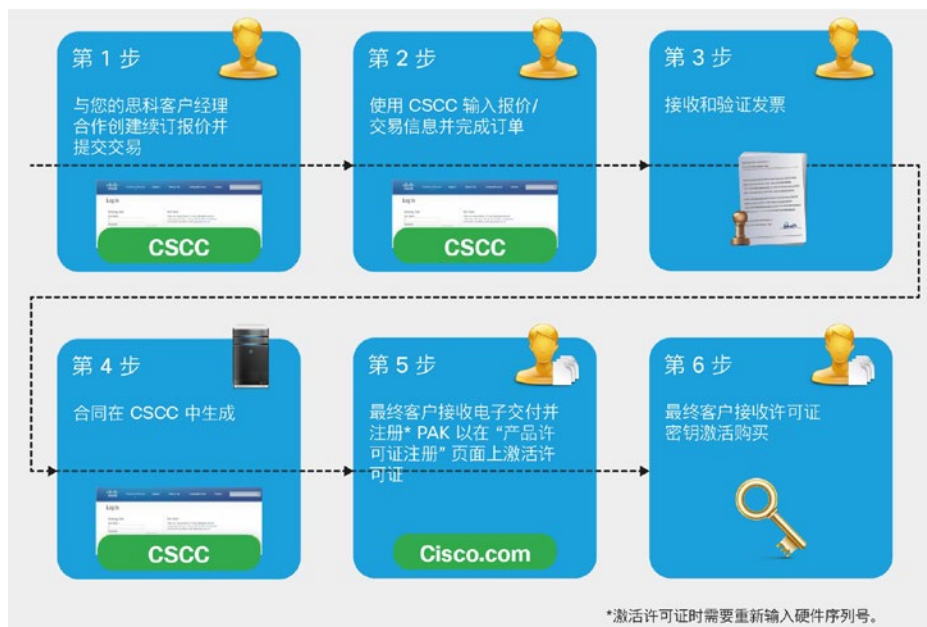 第 1 步
与您的思科客户经理
合作创建续订报价并
提交交易
Log In
CSCC
第 2 步
使用 CSCC 输入报价/
交易信息并完成订单
Log In
CSCC
第 3 步
接收和验证发票
第 4 步
合同在 CSCC 中生成
Log In
CSCC
第 5 步
最终客户接收电子交付并
注册* PAK 以在 “产品许
可证注册” 页面上激活许
可证
Cisco.com
第 6 步
最终客户接收许可证
密钥激活购买
*激活许可证时需要重新输入硬件序列号。